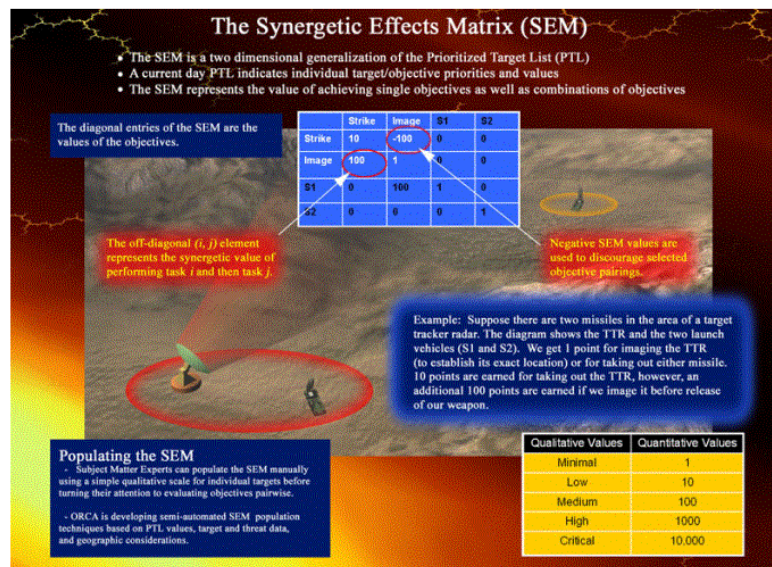 The Synergetic Effects Matrix (SEM)
• The SEM is a two dimensional generalization of the Prioritized Target List (PTL)
• A current day PTL indicates individual target/objective priorities and values
• The SEM represents the value of achieving single objectives as well as combinations of objectives
The diagonal entries of the SEM are the
values of the objectives.
Strike Image S1 S2
Strike 10 -100 0 0
Image 100 1 0 0
S1 0 100 1 0
S2 0 0 0 1
The off-diagonal (i, j) element
represents the synergetic value of
performing task i and then task j.
Negative SEM values are
used to discourage selected
objective pairings.
Example: Suppose there are two missiles in the area of a target
tracker radar. The diagram shows the TTR and the two launch
vehicles (S1 and S2). We get 1 point for imaging the TTR
(to establish its exact location) or for taking out either missile.
10 points are earned for taking out the TTR, however, an
additional 100 points are earned if we image it before release
of our weapon.
Populating the SEM
- Subject Matter Experts can populate the SEM manually
using a simple qualitative scale for individual targets before
turning their attention to evaluating objectives pairwise.
- ORCA is developing semi-automated SEM population
techniques based on PTL values, target and threat data,
and geographic considerations.
Qualitative Values Quantitative Values
Minimal 1
Low 10
Medium 100
High 1000
Critical 10.000